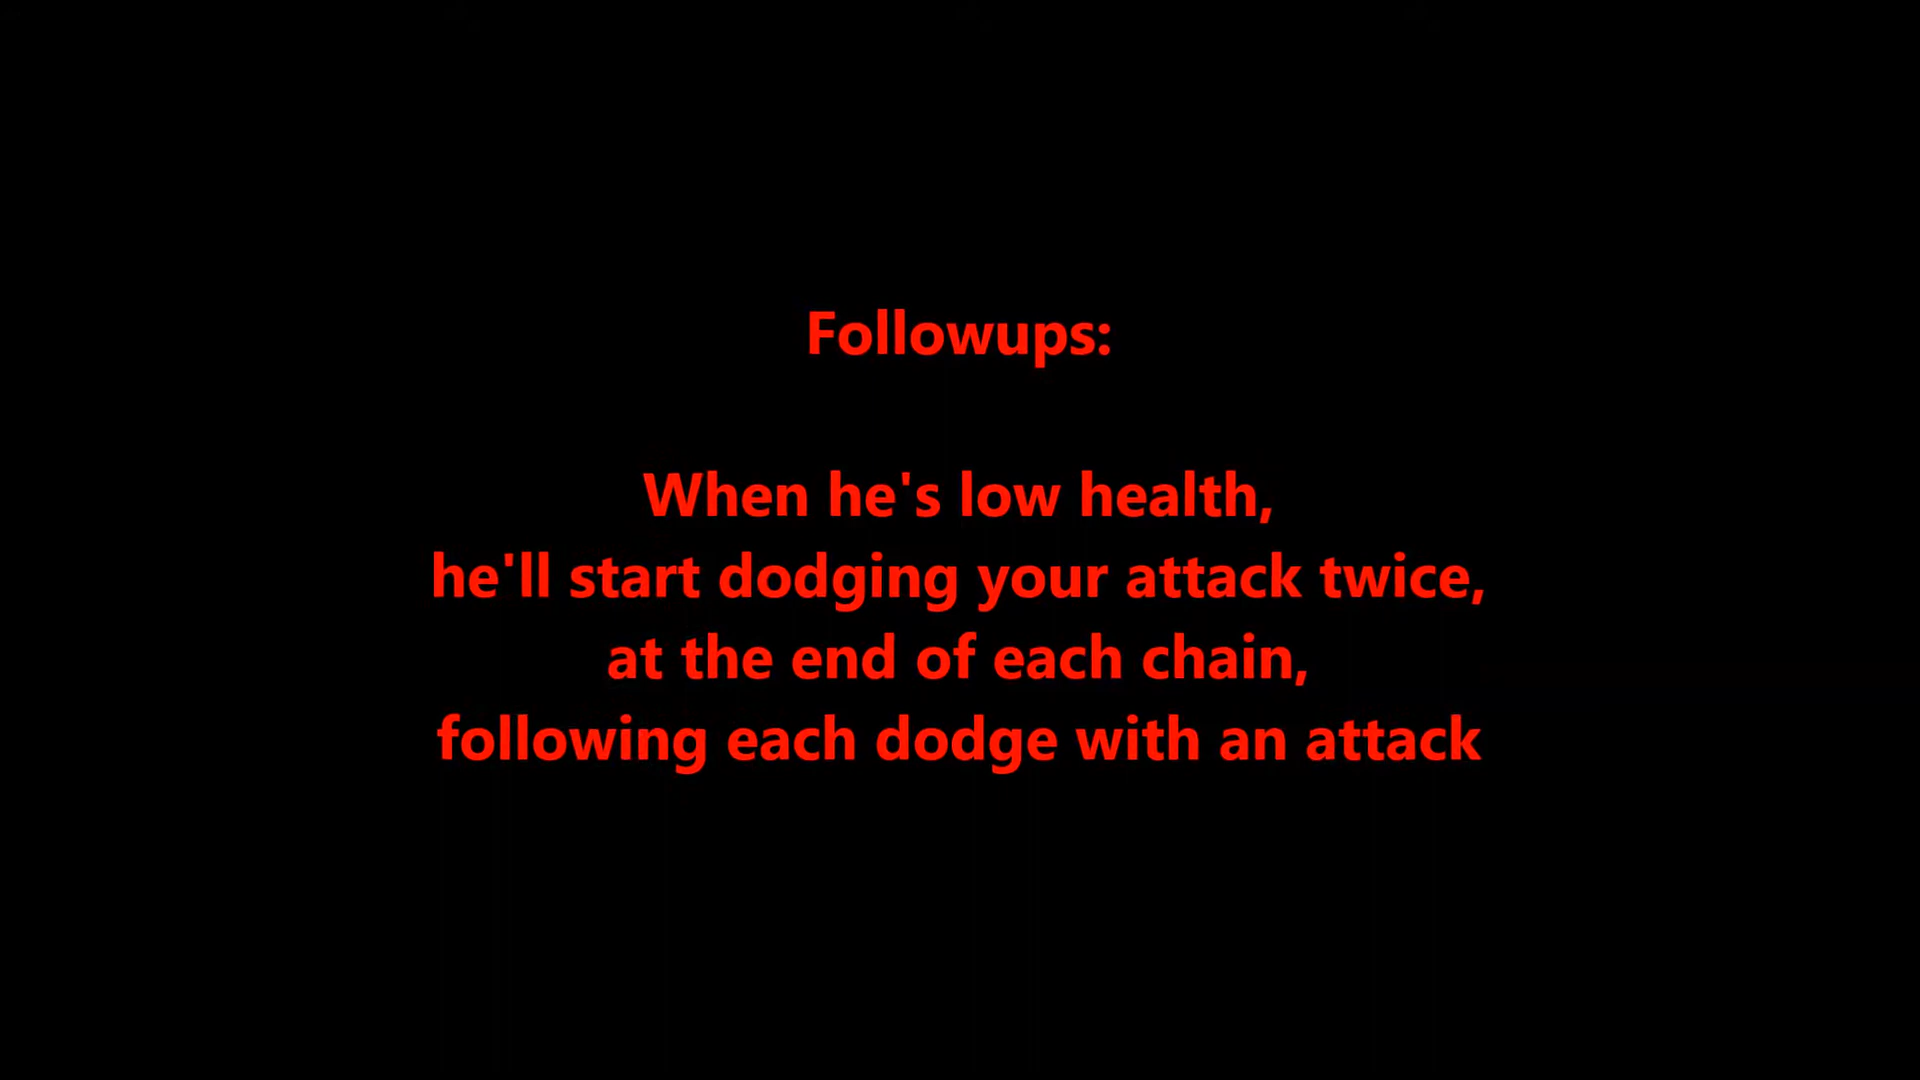 Followups:
When he's low health,
he'll start dodging your attack twice,
at the end of each chain,
following each dodge with an attack